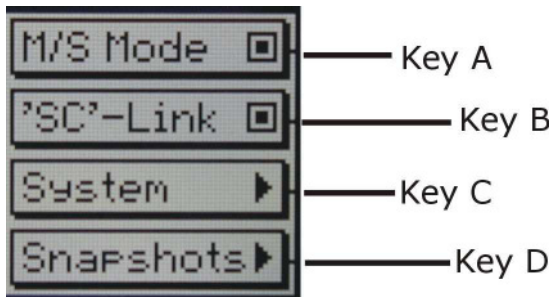 M/S Mode Key A
'SC'-Link Key B
System Key C
Snapshots Key D